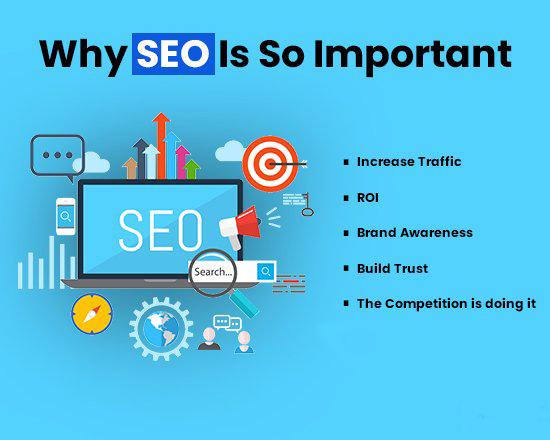 Why SEO Is So Important
Increase Traffic
ROI
Brand Awareness
Build Trust
The Competition is doing it
SEO
Search...